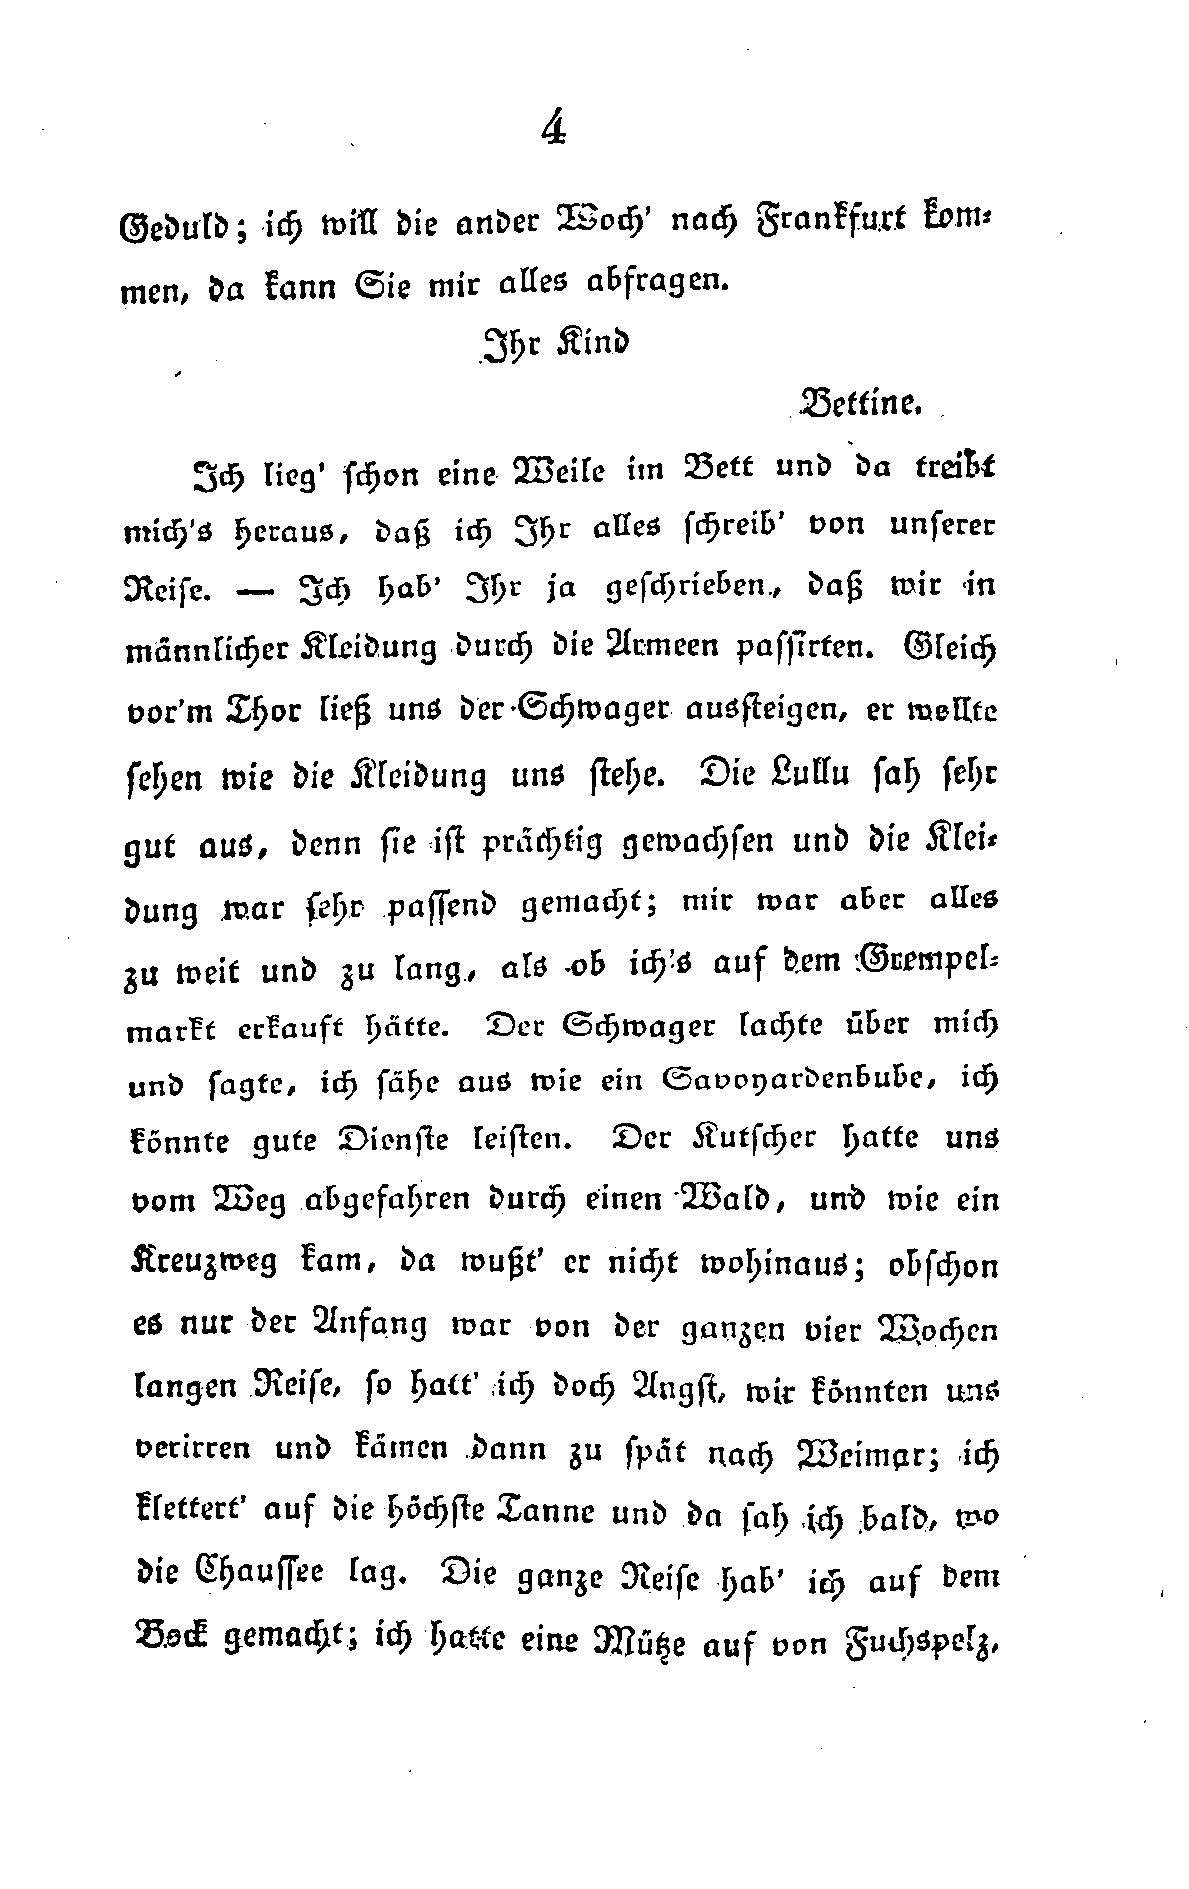 4
Geduld; ich will die ander Woch' nach Frankfurt kom⸗
men, da kann Sie mir alles abfragen.
Ihr Kind
Bettine.
Ich lieg' ſchon eine Weile im Bett und da treibt
mich's heraus, daß ich Ihr alles ſchreib' von unſerer
Reiſe. — Ich hab' Ihr ja geſchrieben, daß wir in
männlicher Kleidung durch die Armeen paſſirten. Gleich
vor'm Thor ließ uns der Schwager ausſteigen, er wollte
ſehen wie die Kleidung uns ſtehe. Die Lullu ſah ſehr
gut aus, denn ſie iſt prächtig gewachſen und die Klei⸗
dung war ſehr paſſend gemacht; mir war aber alles
zu weit und zu lang, als ob ich's auf dem Grempel⸗
markt erkauft hätte. Der Schwager lachte über mich
und ſagte, ich ſähe aus wie ein Savoyardenbube, ich
könnte gute Dienſte leiſten. Der Kutſcher hatte uns
vom Weg abgefahren durch einen Wald, und wie ein
Kreuzweg kam, da wußt' er nicht wohinaus; obſchon
es nur der Anfang war von der ganzen vier Wochen
langen Reiſe, ſo hatt' ich doch Angſt, wir könnten uns
verirren und kämen dann zu ſpät nach Weimar; ich
klettert' auf die höchſte Tanne und da ſah ich bald, wo
die Chauſſee lag. Die ganze Reiſe hab' ich auf dem
Bock gemacht; ich hatte eine Mütze auf von Fuchspelz,